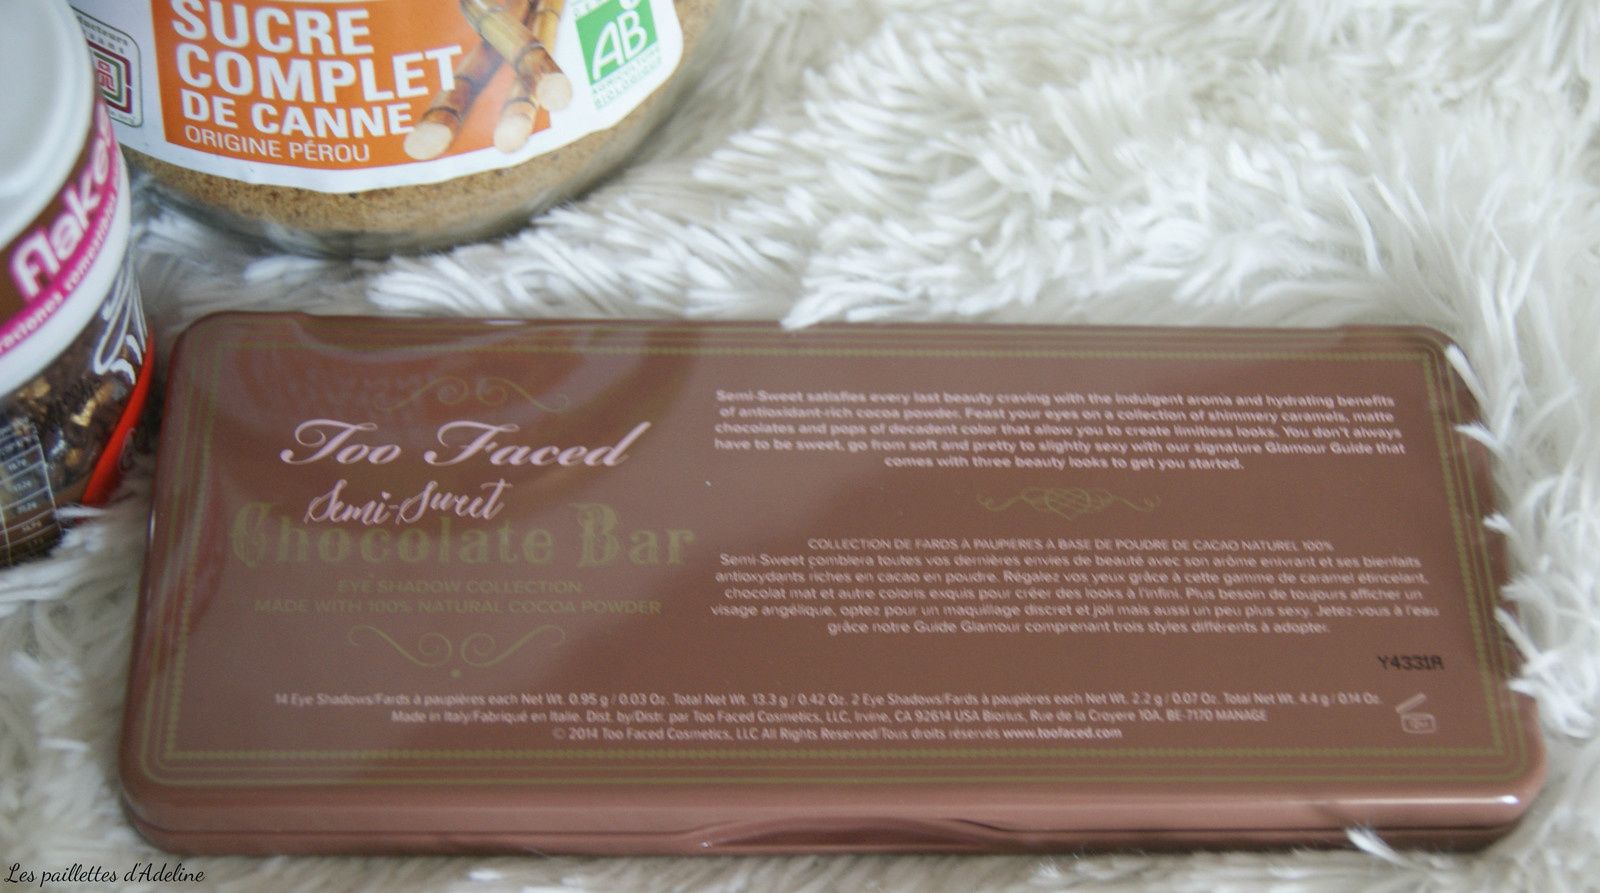 SUCRE
COMPLET
DE CANNE
ORIGINE PÉROU
AB
flakes
Too Faced
Semi-Sweet
Chocolate Bar
EYE SHADOW COLLECTION
MADE WITH 100% NATURAL COCOA POWDER
Semi-Sweet satisfies every last beauty craving with the indulgent aroma and hydrating benefits
of antioxidant-rich cocoa powder. Feast your eyes on a collection of shimmery caramels, matte
chocolates and pops of decadent color that allow you to create limitless looks. You don't always
have to be sweet, go from soft and pretty to slightly sexy with our signature Glamour Guide that
comes with three beauty looks to get you started.
COLLECTION DE FARDS À PAUPIÈRES À BASE DE POUDRE DE CACAO NATUREL 100%
Semi-Sweet comblera toutes vos dernières envies de beauté avec son arôme enivrant et ses bienfaits
antioxydants riches en cacao en poudre. Régalez vos yeux grâce à cette gamme de caramel étincelant,
chocolat mat et autre coloris exquis pour créer des looks à l'infini. Plus besoin de toujours afficher un
visage angélique, optez pour un maquillage discret et joli mais aussi un peu plus sexy. Jetez-vous à l'eau
grâce notre Guide Glamour comprenant trois styles différents à adopter.
Y4331A
14 Eye Shadows/Fards à paupières each Net Wt. 0.95 g / 0.03 Oz. Total Net Wt. 13.3 g / 0.42 Oz. 2 Eye Shadows/Fards à paupières each Net Wt. 2.2 g / 0.07 Oz. Total Net Wt. 4.4 g / 0.14 Oz.
Made in Italy/Fabriqué en Italie. Dist. by/Distr. par Too Faced Cosmetics, LLC, Irvine, CA 92614 USA Biorius, Rue de la Croyere 10A, BE-7170 MANAGE
© 2014 Too Faced Cosmetics, LLC All Rights Reserved/Tous droits réservés www.toofaced.com
Les paillettes d'Adeline